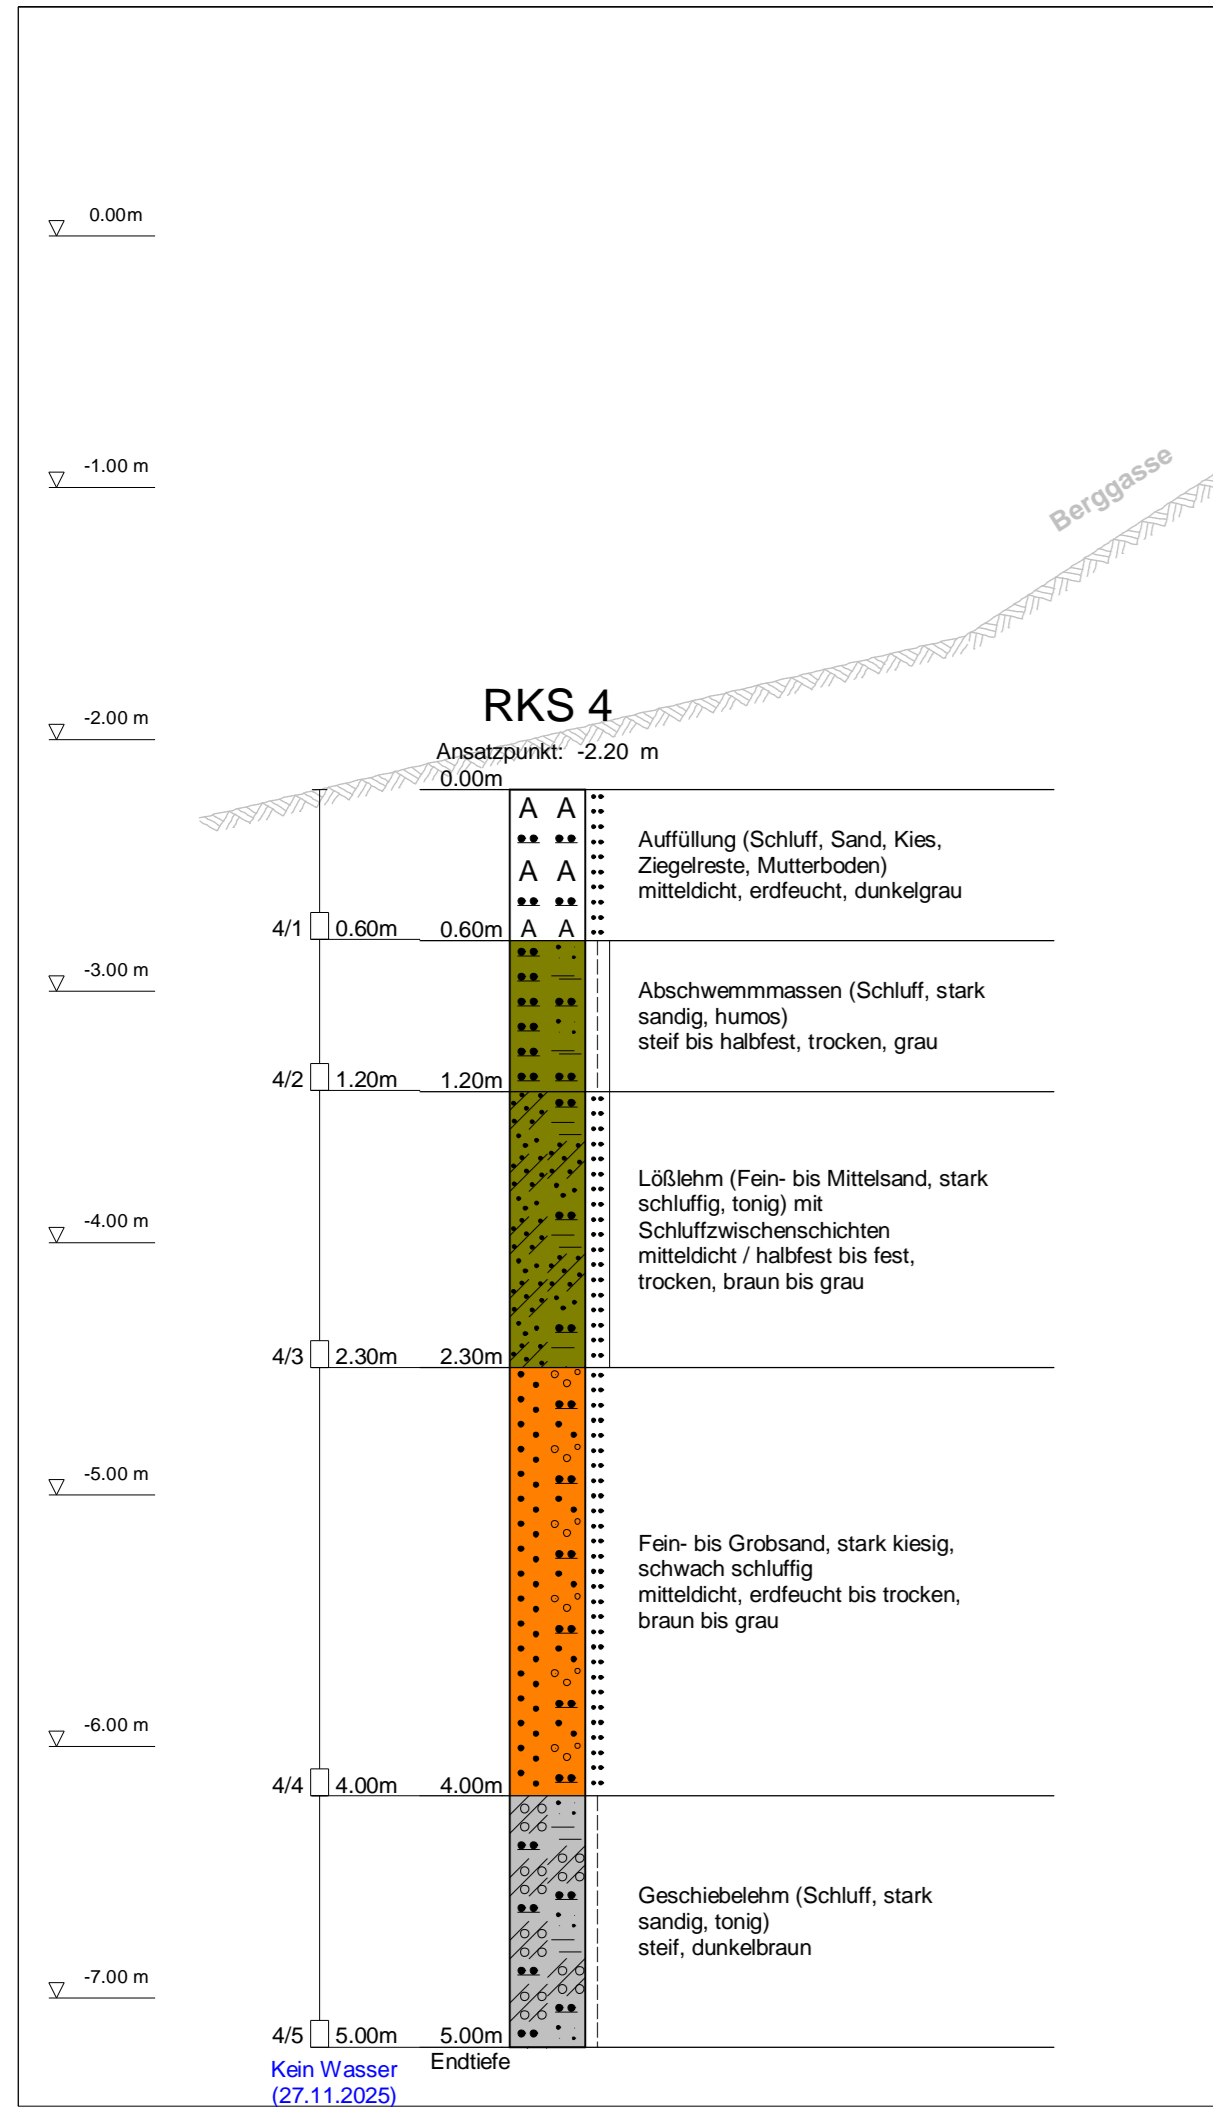 0.00m
-1.00 m
Berggasse
-2.00 m
RKS 4
Ansatzpunkt: -2.20 m
0.00m
A A
A A
A A
Auffüllung (Schluff, Sand, Kies,
Ziegelreste, Mutterboden)
mitteldicht, erdfeucht, dunkelgrau
4/1 0.60m 0.60m
-3.00 m
Abschwemmmassen (Schluff, stark
sandig, humos)
steif bis halbfest, trocken, grau
4/2 1.20m 1.20m
-4.00 m
Lößlehm (Fein- bis Mittelsand, stark
schluffig, tonig) mit
Schluffzwischenschichten
mitteldicht / halbfest bis fest,
trocken, braun bis grau
4/3 2.30m 2.30m
-5.00 m
Fein- bis Grobsand, stark kiesig,
schwach schluffig
mitteldicht, erdfeucht bis trocken,
braun bis grau
-6.00 m
4/4 4.00m 4.00m
Geschiebelehm (Schluff, stark
sandig, tonig)
steif, dunkelbraun
-7.00 m
4/5 5.00m 5.00m
Endtiefe
Kein Wasser
(27.11.2025)